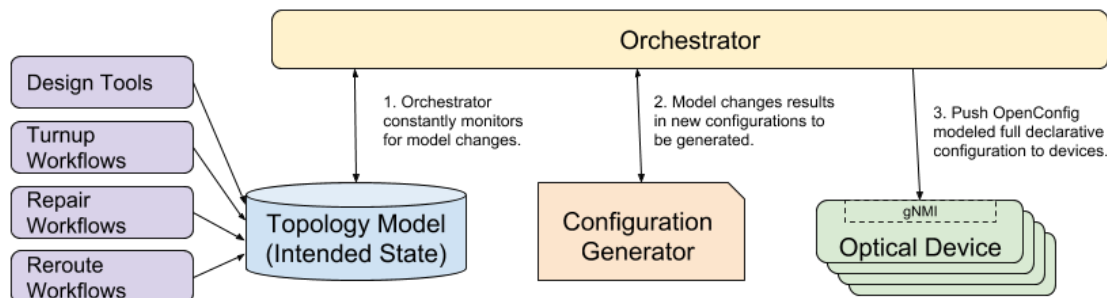 Orchestrator
Design Tools
Turnup
Workflows
Repair
Workflows
Reroute
Workflows
1. Orchestrator
constantly monitors
for model changes.
2. Model changes results
in new configurations to
be generated.
3. Push OpenConfig
modeled full declarative
configuration to devices.
Topology Model
(Intended State)
Configuration
Generator
gNMI
Optical Device